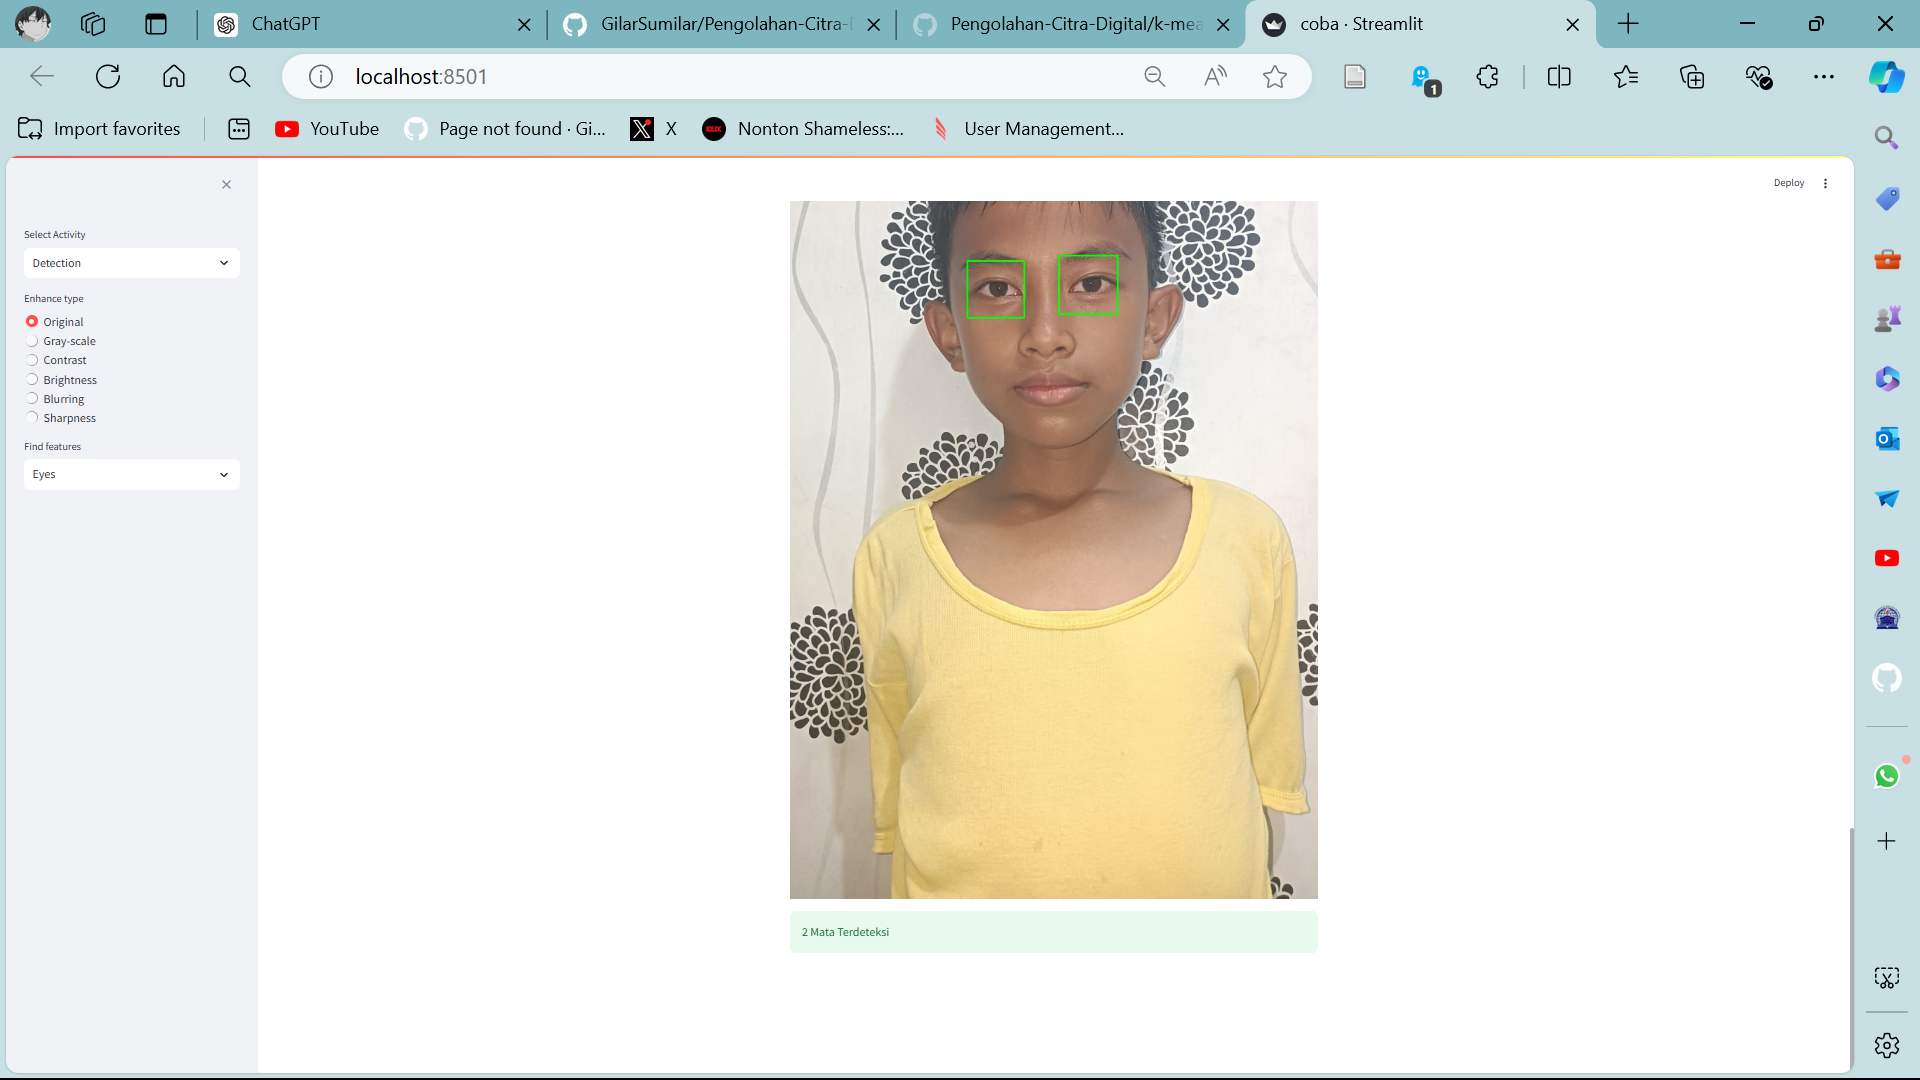 ChatGPT
GilarSumilar/Pengolahan-Citra-
Pengolahan-Citra-Digital/k-mea
coba · Streamlit
localhost:8501
1
Import favorites
YouTube
Page not found · Gi...
X
Nonton Shameless:...
User Management...
Deploy
Select Activity
Detection
Enhance type
Original
Gray-scale
Contrast
Brightness
Blurring
Sharpness
Find features
Eyes
2 Mata Terdeteksi